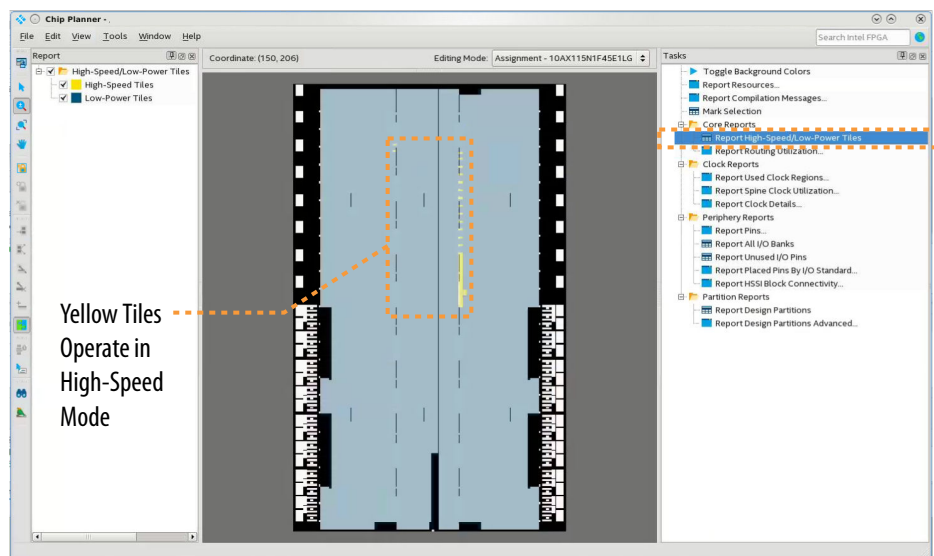 Chip Planner - .
File Edit View Tools Window Help
Search Intel FPGA
Report
High-Speed/Low-Power Tiles
High-Speed Tiles
Low-Power Tiles
Coordinate: (150, 206)
Editing Mode: Assignment - 10AX115N1F45E1LG
Tasks
Toggle Background Colors
Report Resources...
Report Compilation Messages...
Mark Selection
Core Reports
Report High-Speed/Low-Power Tiles
Report Routing Utilization...
Clock Reports
Report Used Clock Regions...
Report Spine Clock Utilization...
Report Clock Details...
Periphery Reports
Report Pins...
Report All I/O Banks
Report Unused I/O Pins
Report Placed Pins By I/O Standard...
Report HSSI Block Connectivity...
Partition Reports
Report Design Partitions
Report Design Partitions Advanced...
Yellow Tiles
Operate in
High-Speed
Mode